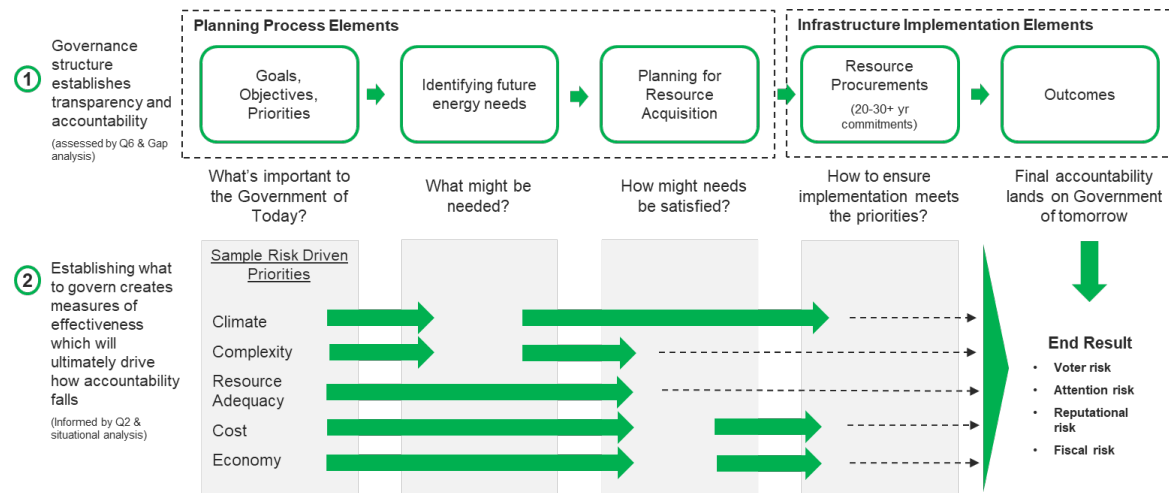 Planning Process Elements
Infrastructure Implementation Elements
1
Governance
structure
establishes
transparency and
accountability
(assessed by Q6 & Gap
analysis)
Goals,
Objectives,
Priorities
Identifying future
energy needs
Planning for
Resource
Acquisition
Resource
Procurements
(20-30+ yr
commitments)
Outcomes
What's important to
the Government of
Today?
What might be
needed?
How might needs
be satisfied?
How to ensure
implementation meets
the priorities?
Final accountability
lands on Government
of tomorrow
2
Establishing what
to govern creates
measures of
effectiveness
which will
ultimately drive
how accountability
falls
(Informed by Q2 &
situational analysis)
Sample Risk Driven
Priorities
Climate
Complexity
Resource
Adequacy
Cost
Economy
End Result
• Voter risk
• Attention risk
• Reputational
risk
• Fiscal risk